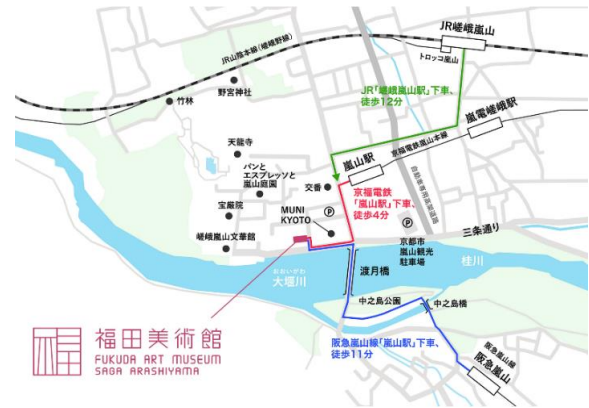 JR嵯峨嵐山
トロッコ嵐山
JR山陰本線(嵯峨野線)
野宮神社
竹林
JR「嵯峨嵐山駅」下車、
徒歩12分
嵐電嵯峨駅
天龍寺
嵐山駅
京福電鉄嵐山本線
パンと
エスプレッソと
嵐山庭園
交番
P
京福電鉄
「嵐山駅」下車、
徒歩4分
宝厳院
MUNI
KYOTO
P
三条通り
嵯峨嵐山文華館
京都市
嵐山観光
駐車場
おおいがわ
大堰川
渡月橋
桂川
中之島公園
中之島橋
福田美術館
FUKUDA ART MUSEUM
SAGA ARASHIYAMA
阪急嵐山線「嵐山駅」下車、
徒歩11分
阪急嵐山線
阪急嵐山